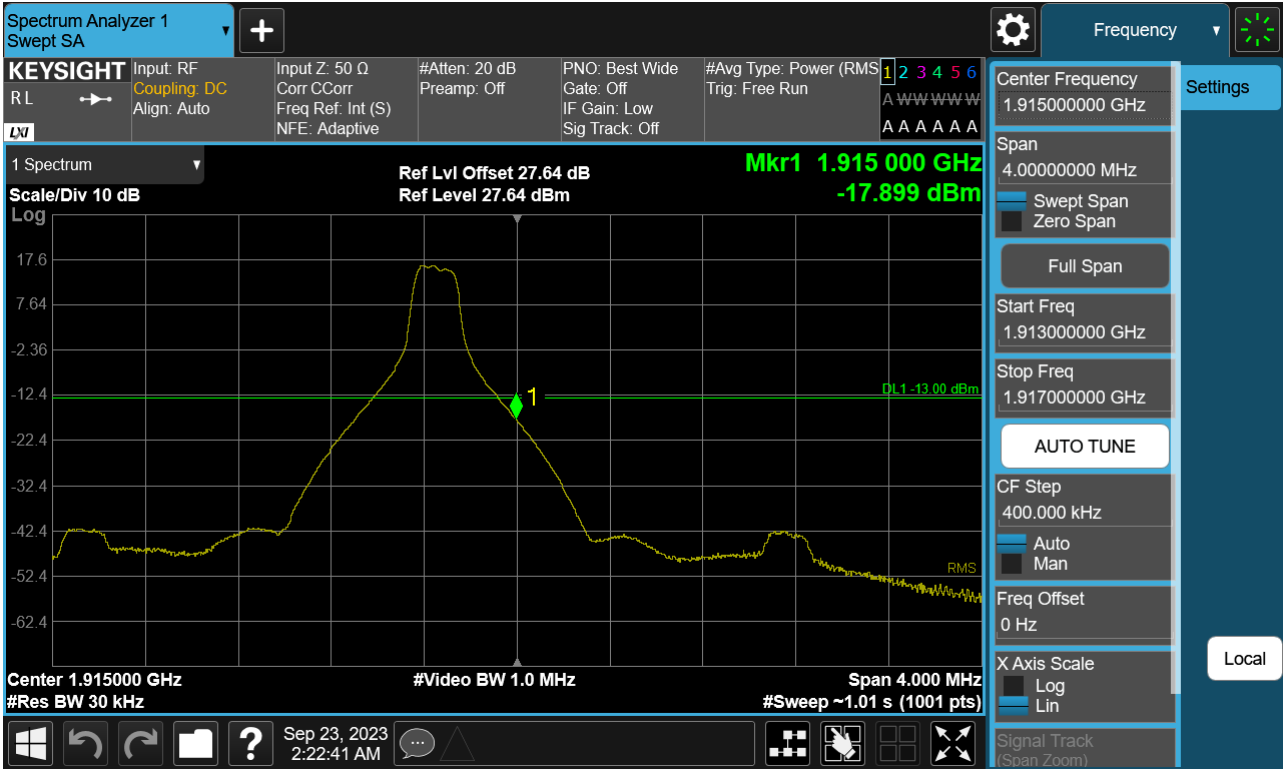 Spectrum Analyzer 1
Swept SA
+
Frequency
KEYSIGHT
R L
LXI
Input: RF
Coupling: DC
Align: Auto
Input Z: 50 Ω
Corr CCorr
Freq Ref: Int (S)
NFE: Adaptive
#Atten: 20 dB
Preamp: Off
PNO: Best Wide
Gate: Off
IF Gain: Low
Sig Track: Off
#Avg Type: Power (RMS
Trig: Free Run
1 2 3 4 5 6
A W W W W W
A A A A A A
1 Spectrum
Scale/Div 10 dB
Log
Ref Lvl Offset 27.64 dB
Ref Level 27.64 dBm
Mkr1 1.915 000 GHz
-17.899 dBm
17.6
7.64
-2.36
-12.4
-22.4
-32.4
-42.4
-52.4
-62.4
DL1 -13.00 dBm
1
RMS
Center 1.915000 GHz
#Video BW 1.0 MHz
Span 4.000 MHz
#Res BW 30 kHz
#Sweep ~1.01 s (1001 pts)
Center Frequency
1.915000000 GHz
Settings
Span
4.00000000 MHz
Swept Span
Zero Span
Full Span
Start Freq
1.913000000 GHz
Stop Freq
1.917000000 GHz
AUTO TUNE
CF Step
400.000 kHz
Auto
Man
Freq Offset
0 Hz
X Axis Scale
Log
Lin
Signal Track
(Span Zoom)
Local
?
Sep 23, 2023
2:22:41 AM